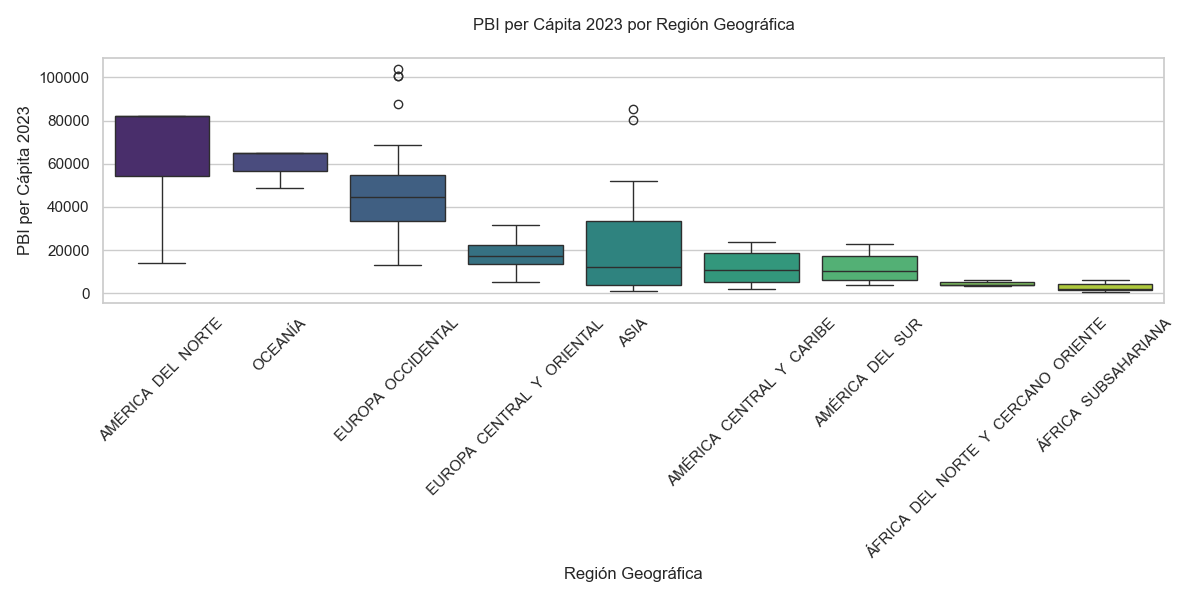 PBI per Cápita 2023 por Región Geográfica
PBI per Cápita 2023
100000
80000
60000
40000
20000
0
AMÉRICA DEL NORTE
OCEANÍA
EUROPA OCCIDENTAL
EUROPA CENTRAL Y ORIENTAL
ASIA
AMÉRICA CENTRAL Y CARIBE
AMÉRICA DEL SUR
ÁFRICA DEL NORTE Y CERCANO ORIENTE
ÁFRICA SUBSAHARIANA
Región Geográfica